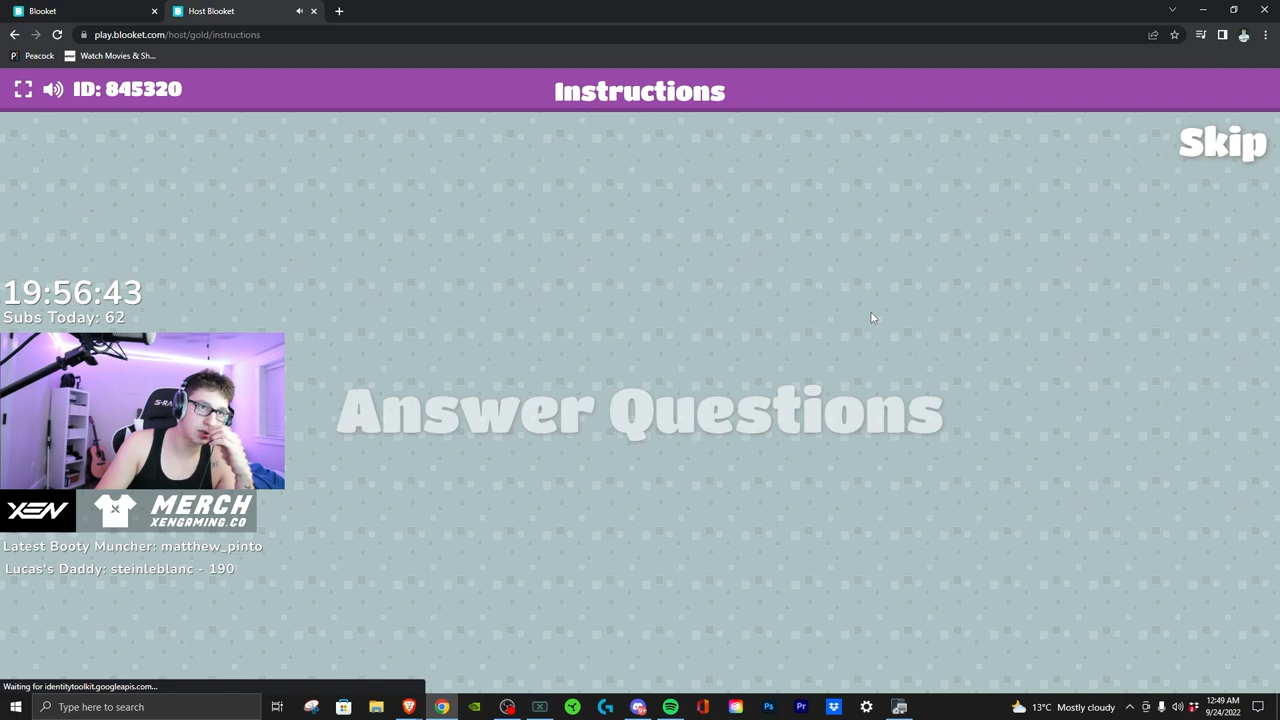 Blooket
Host Blooket
play.blooket.com/host/gold/instructions
Peacock
Watch Movies & Sh...
ID: 845320
Instructions
Skip
19:56:43
Subs Today: 62
Answer Questions
XEN
MERCH
XENGAMING.CO
Latest Booty Muncher: matthew_pinto
Lucas's Daddy: steinleblanc - 190
Waiting for identitytoolkit.googleapis.com...
Type here to search
13°C Mostly cloudy
12:49 AM
9/24/2022